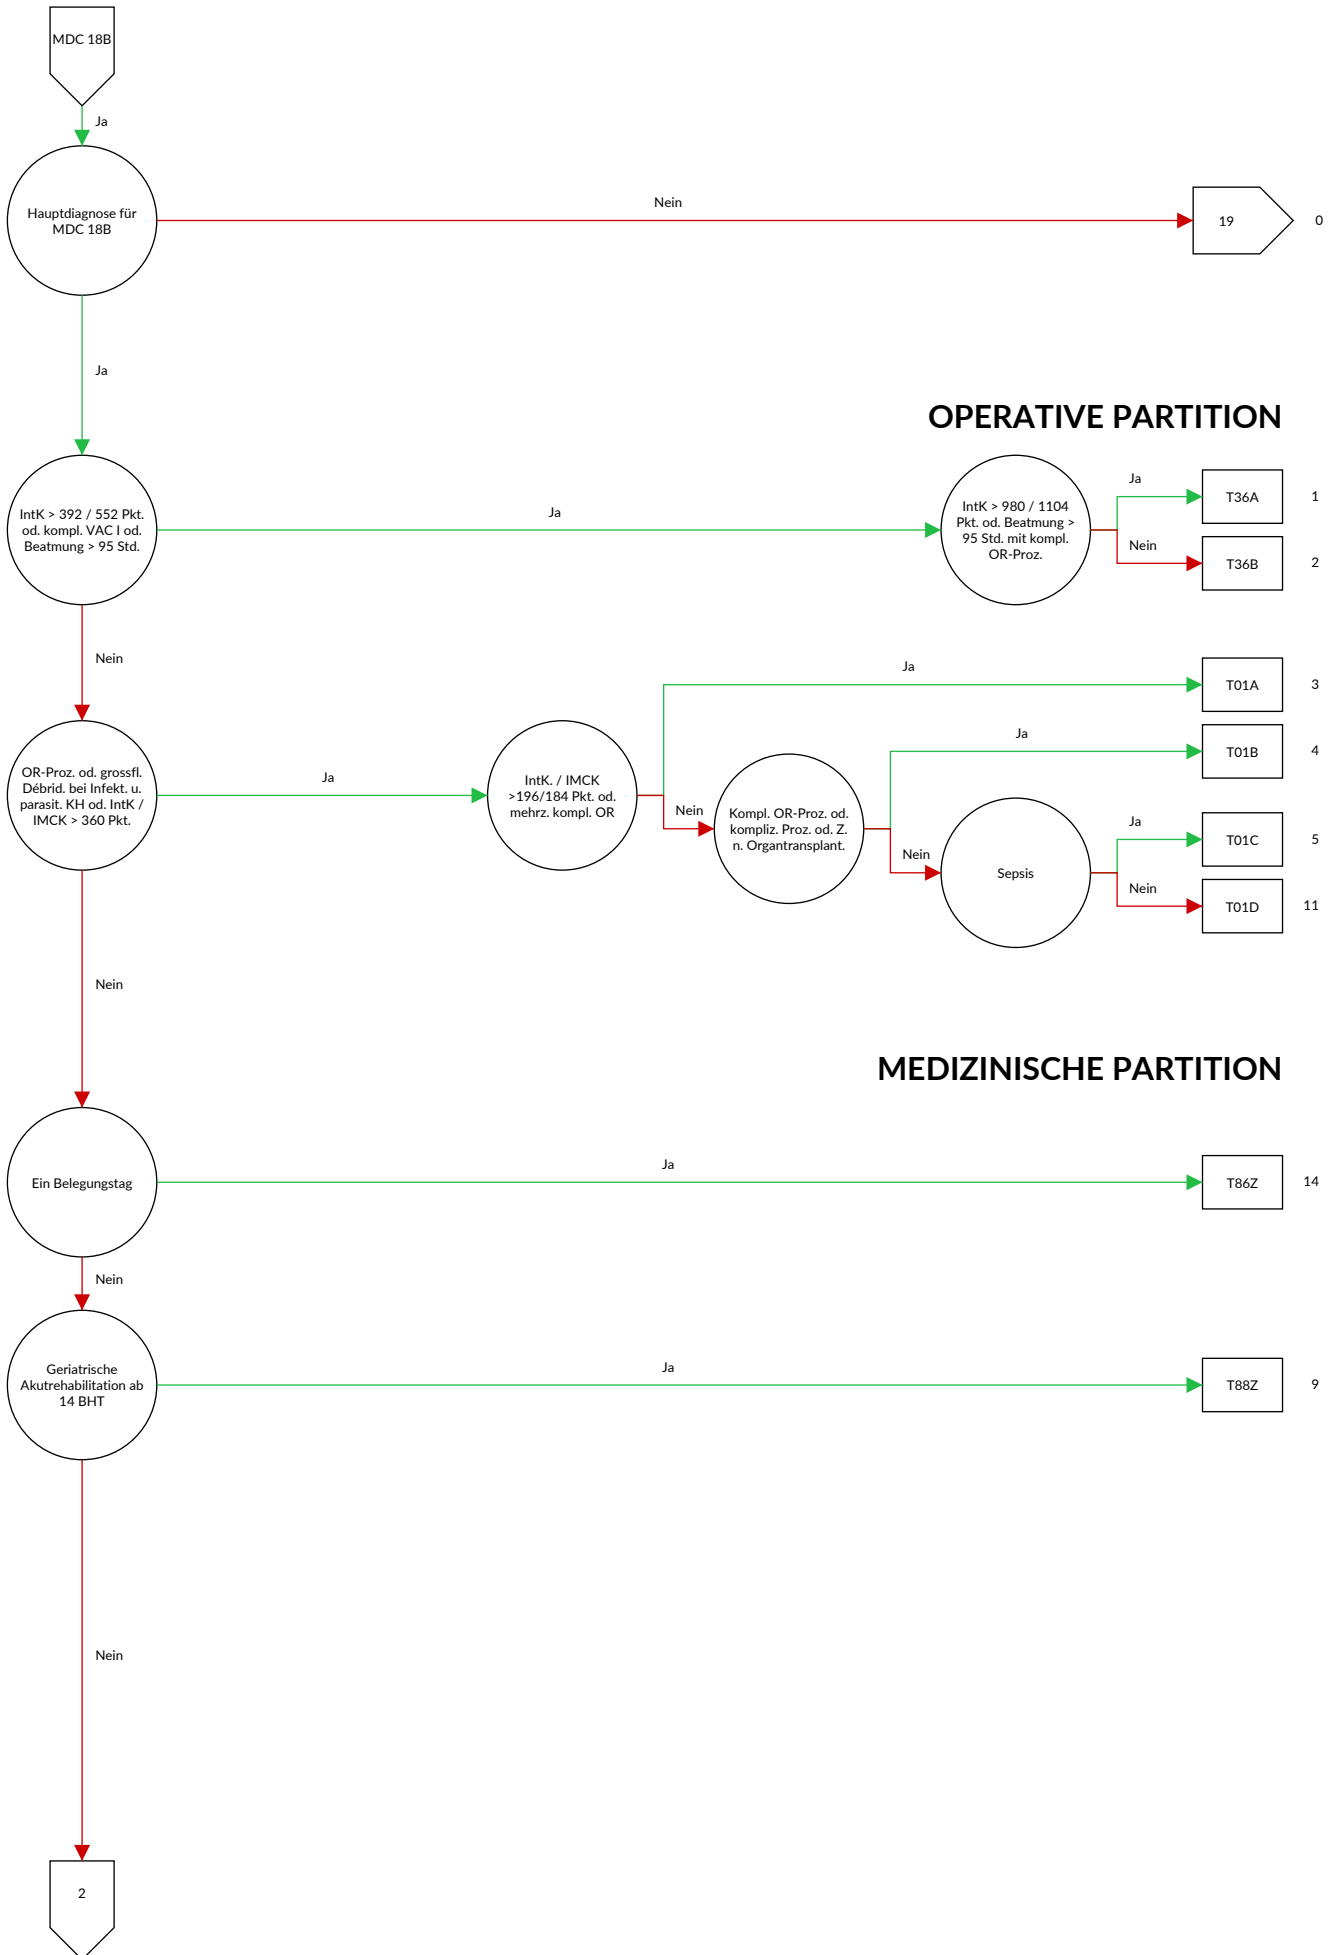 MDC 18B
Ja
Hauptdiagnose für
MDC 18B
Nein
19
0
Ja
OPERATIVE PARTITION
IntK > 392 / 552 Pkt.
od. kompl. VAC I od.
Beatmung > 95 Std.
Ja
IntK > 980 / 1104
Pkt. od. Beatmung >
95 Std. mit kompl.
OR-Proz.
Ja
T36A
1
Nein
T36B
2
Nein
OR-Proz. od. grossfl.
Débrid. bei Infekt. u.
parasit. KH od. IntK /
IMCK > 360 Pkt.
Ja
IntK. / IMCK
>196/184 Pkt. od.
mehrz. kompl. OR
Ja
T01A
3
Nein
Kompl. OR-Proz. od.
kompliz. Proz. od. Z.
n. Organtransplant.
Ja
T01B
4
Nein
Sepsis
Ja
T01C
5
Nein
T01D
11
Nein
MEDIZINISCHE PARTITION
Ein Belegungstag
Ja
T86Z
14
Nein
Geriatrische
Akutrehabilitation ab
14 BHT
Ja
T88Z
9
Nein
2